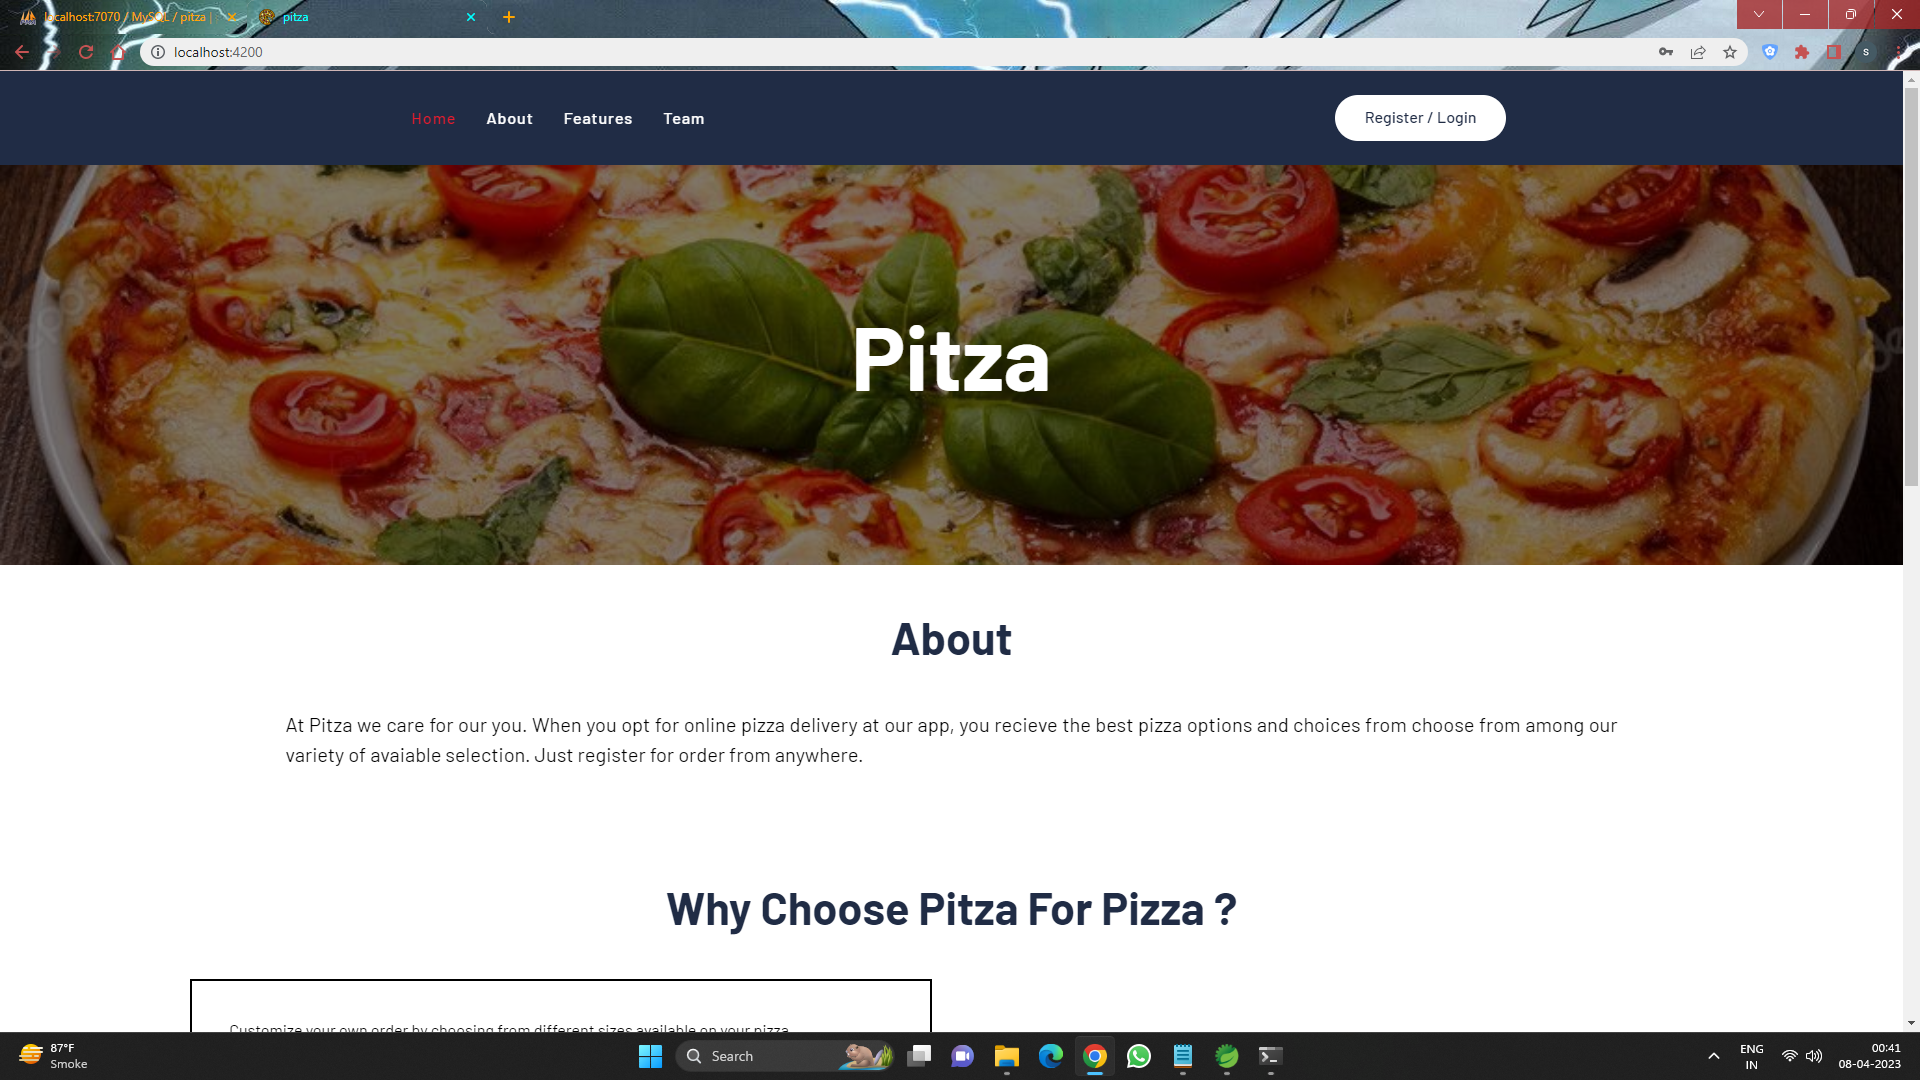 localhost:7070 / MySQL / pitza |
pitza
localhost:4200
s
Home
About
Features
Team
Register / Login
Pitza
About
At Pitza we care for our you. When you opt for online pizza delivery at our app, you recieve the best pizza options and choices from choose from among our
variety of avaiable selection. Just register for order from anywhere.
Why Choose Pitza For Pizza ?
Customize your own order by choosing from different sizes available on your pizza
87°F
Smoke
Search
ENG
IN
00:41
08-04-2023